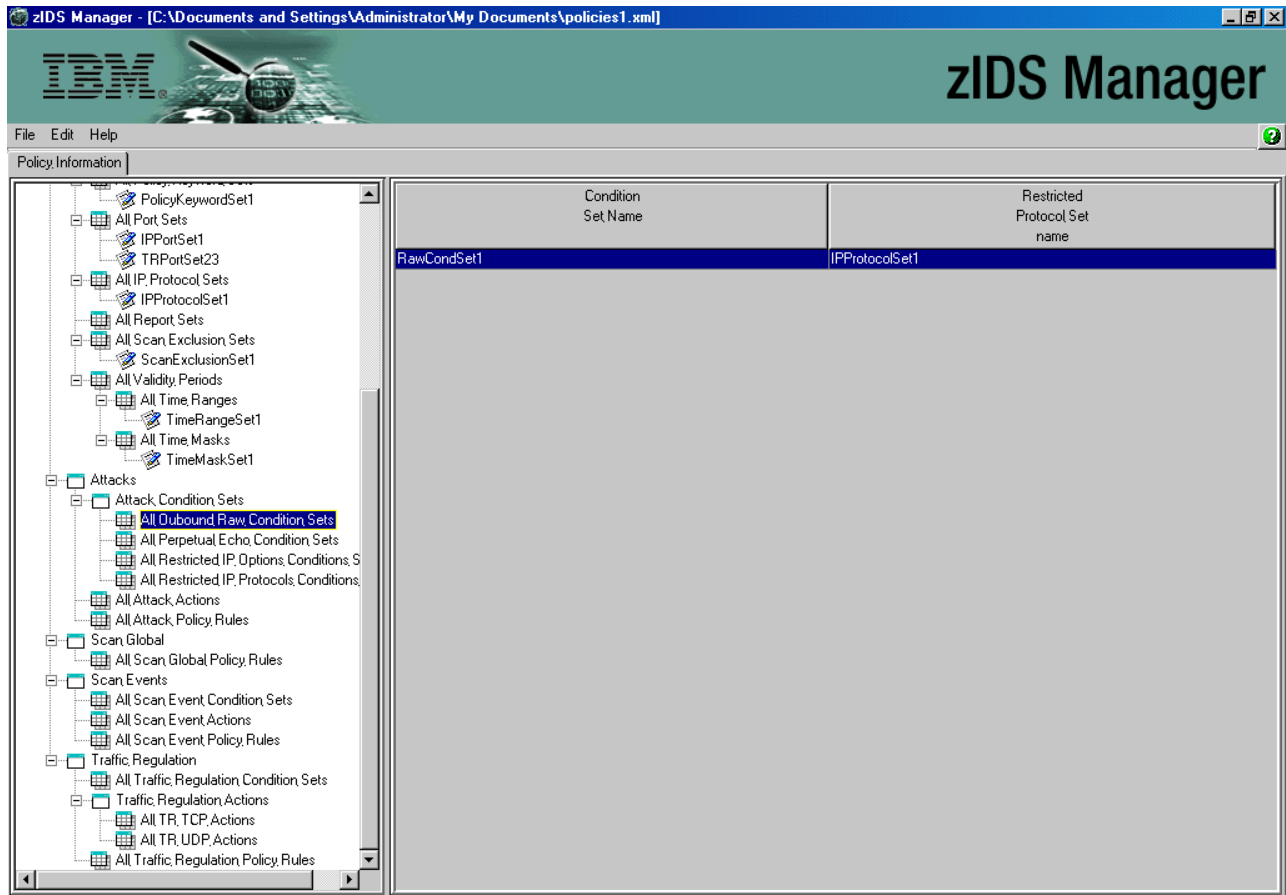 zIDS Manager - [C:\Documents and Settings\Administrator\My Documents\policies1.xml]
IBM®
zIDS Manager
File Edit Help
Policy Information
PolicyKeywordSet1
All Port Sets
IPPortSet1
TRPortSet23
All IP Protocol Sets
IPProtocolSet1
All Report Sets
All Scan Exclusion Sets
ScanExclusionSet1
All Validity Periods
All Time Ranges
TimeRangeSet1
All Time Masks
TimeMaskSet1
Attacks
Attack Condition Sets
All Oubound Raw Condition Sets
All Perpetual Echo Condition Sets
All Restricted IP Options Conditions S
All Restricted IP Protocols Conditions
All Attack Actions
All Attack Policy Rules
Scan Global
All Scan Global Policy Rules
Scan Events
All Scan Event Condition Sets
All Scan Event Actions
All Scan Event Policy Rules
Traffic Regulation
All Traffic Regulation Condition Sets
Traffic Regulation Actions
All TR TCP Actions
All TR UDP Actions
All Traffic Regulation Policy Rules
Condition
Set Name
Restricted
Protocol Set
name
RawCondSet1 IPProtocolSet1